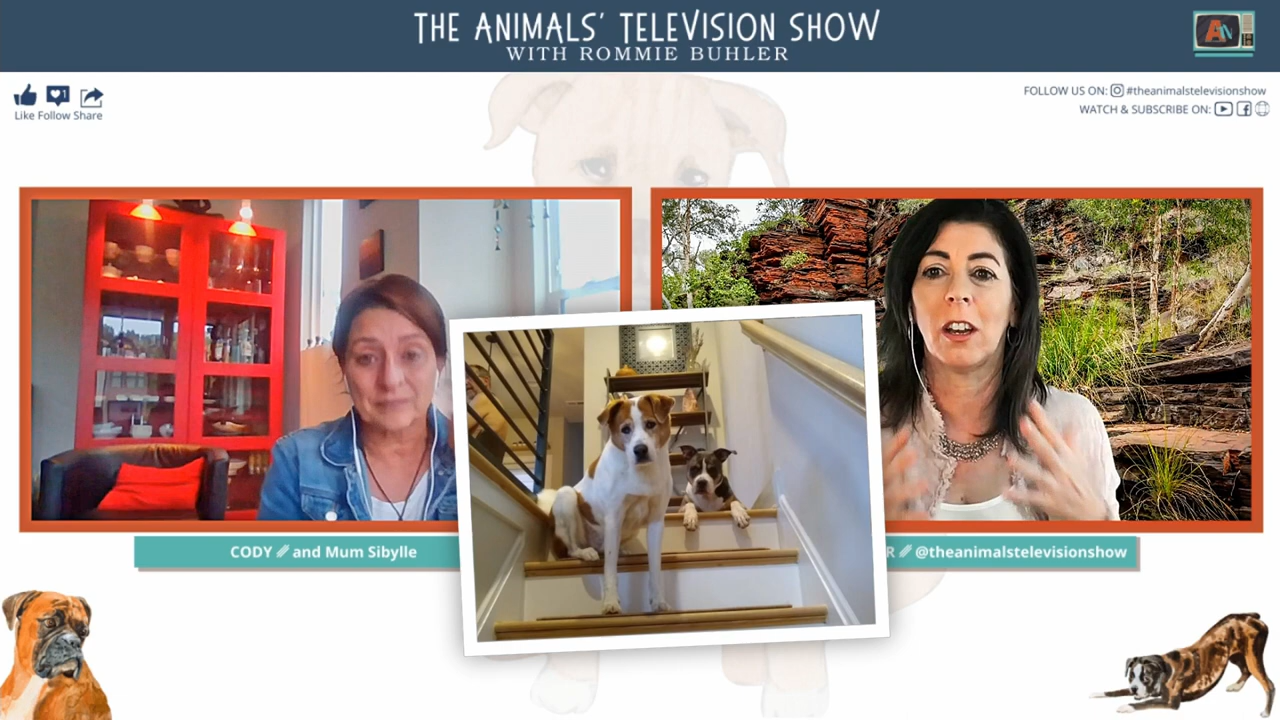 THE ANIMALS' TELEVISION SHOW
WITH ROMMIE BUHLER
Like Follow Share
FOLLOW US ON: #theanimalstelevisionshow
WATCH & SUBSCRIBE ON:
CODY and Mum Sibylle
R @theanimalstelevisionshow